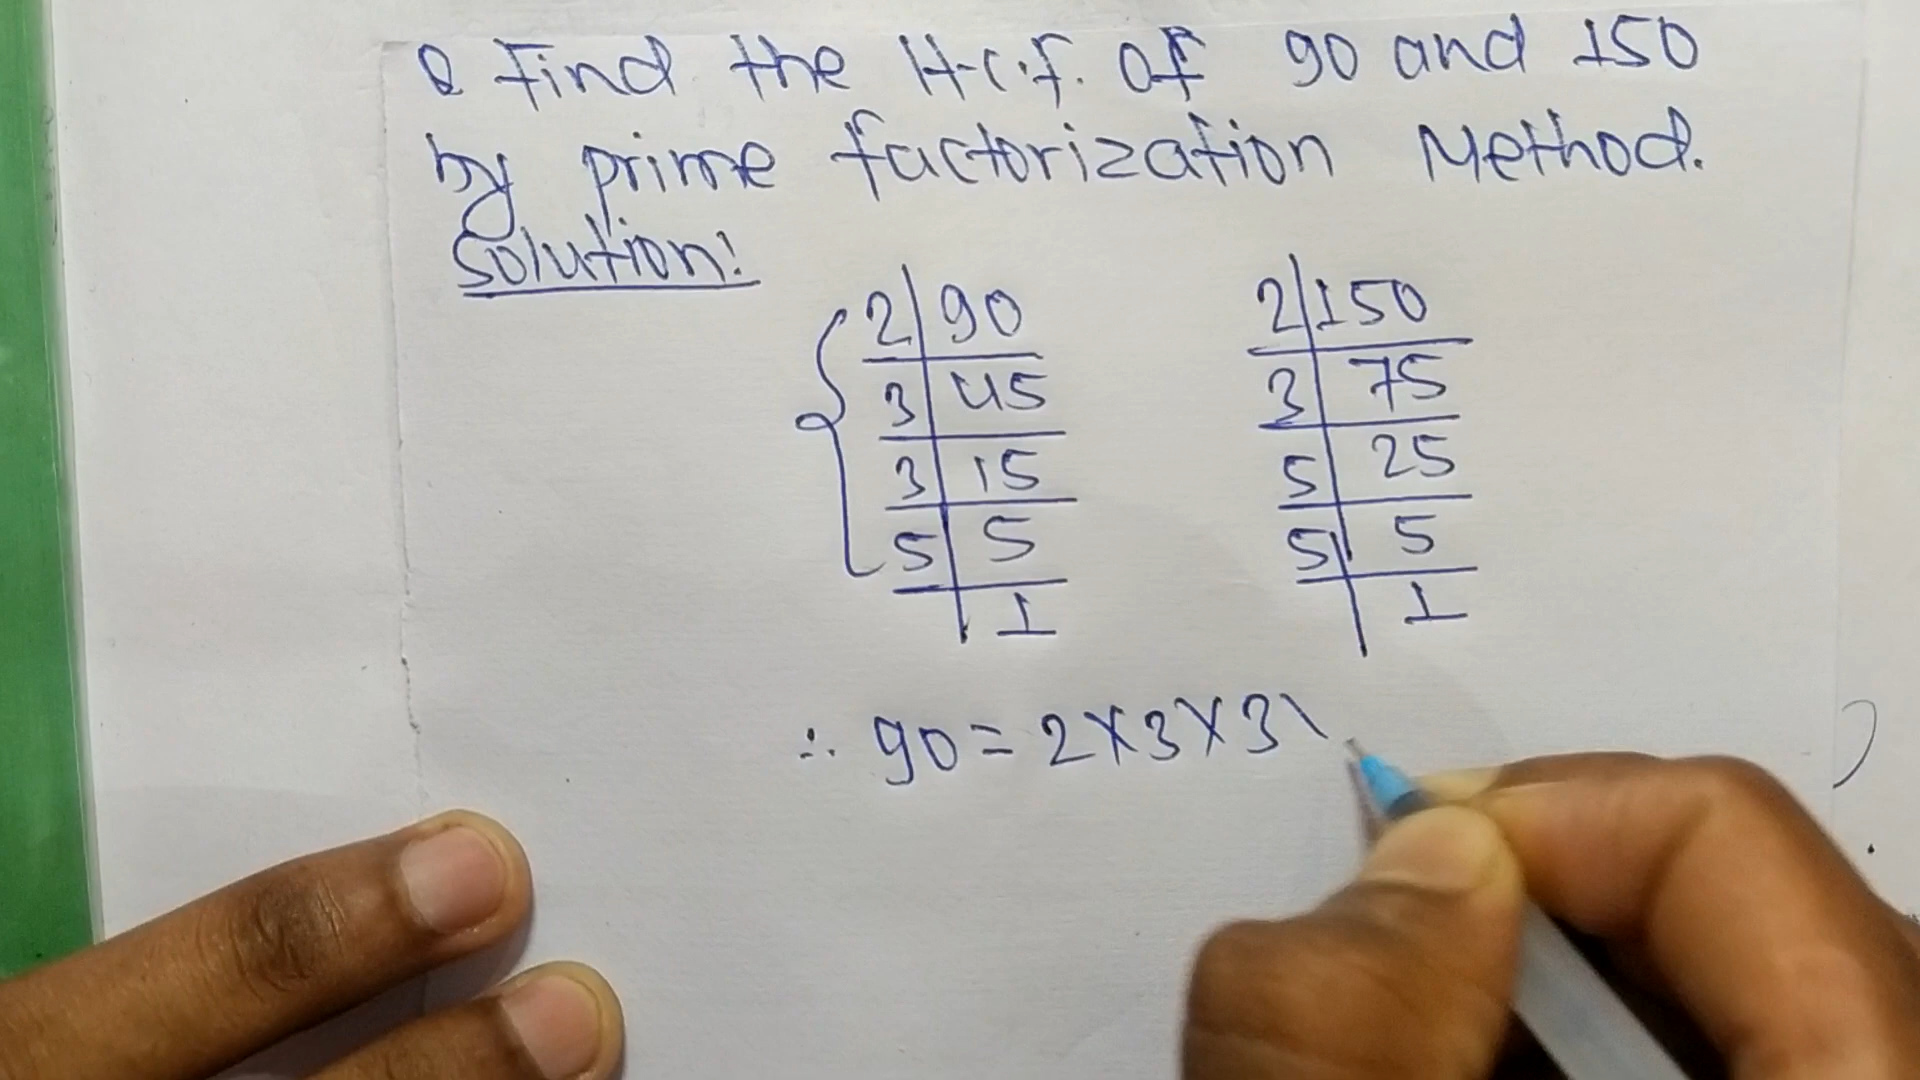 Q Find the H.C.F. of 90 and 150
by prime factorization Method.
Solution:
2|90
3|45
3|15
5|5
1
2|150
3|75
5|25
5|5
1
∴ 90 = 2×3×3\